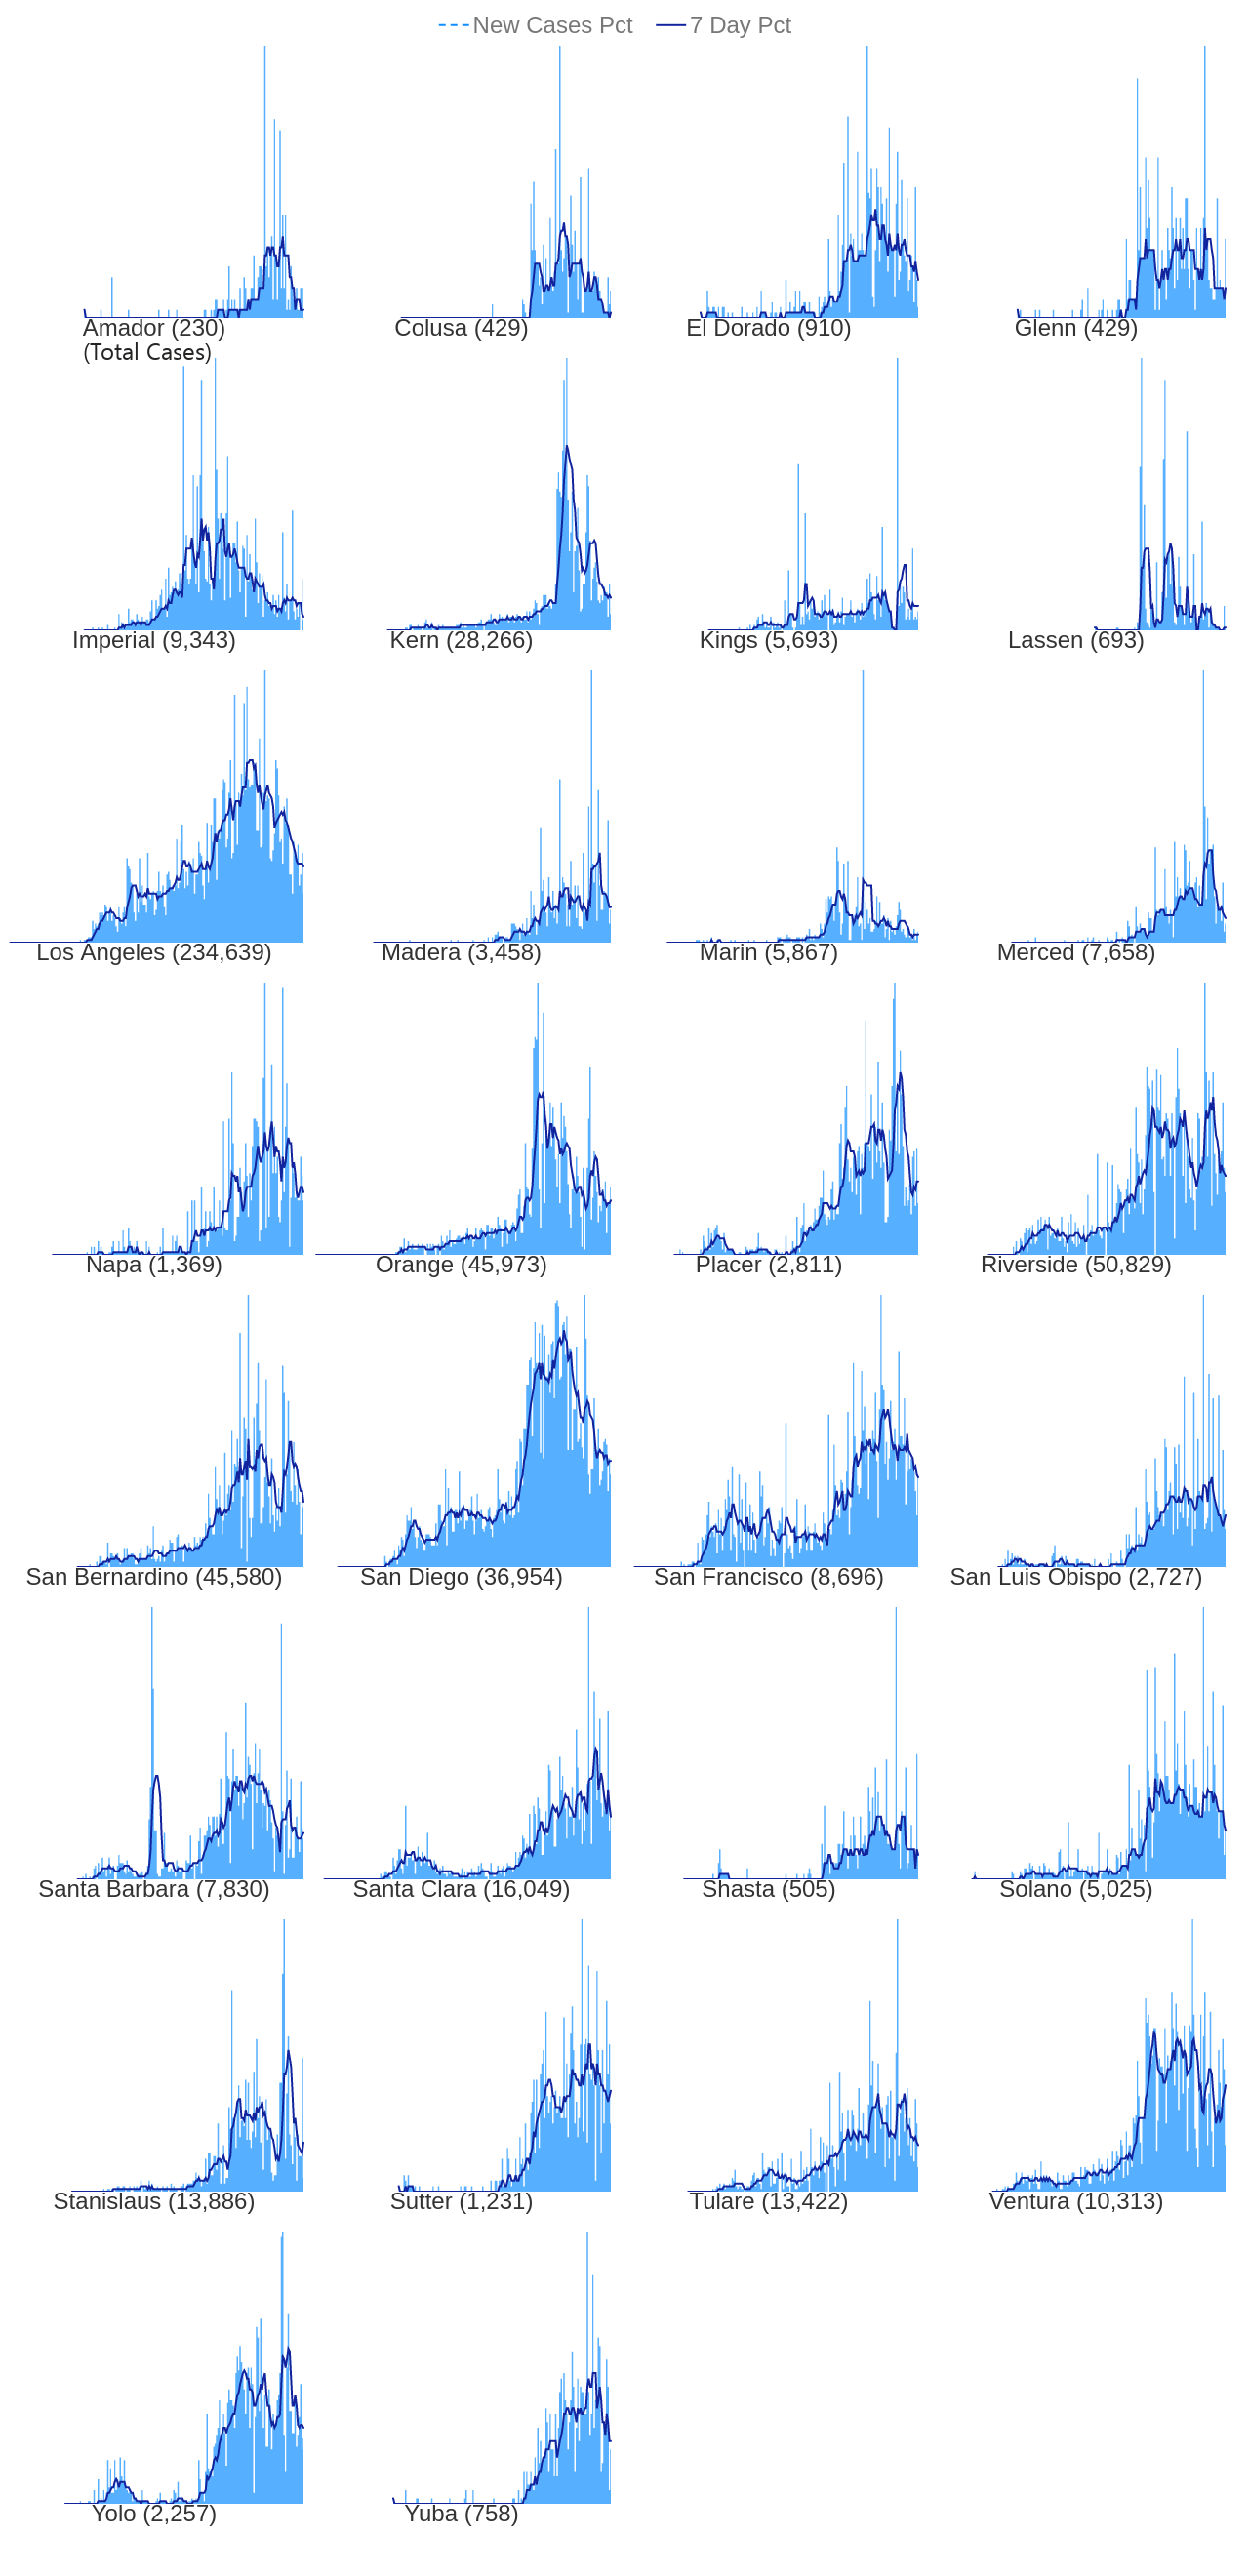 New Cases Pct 7 Day Pct
Amador (230) Colusa (429) El Dorado (910) Glenn (429)
(Total Cases)
Imperial (9,343) Kern (28,266) Kings (5,693) Lassen (693)
Los Angeles (234,639) Madera (3,458) Marin (5,867) Merced (7,658)
Napa (1,369) Orange (45,973) Placer (2,811) Riverside (50,829)
San Bernardino (45,580) San Diego (36,954) San Francisco (8,696) San Luis Obispo (2,727)
Santa Barbara (7,830) Santa Clara (16,049) Shasta (505) Solano (5,025)
Stanislaus (13,886) Sutter (1,231) Tulare (13,422) Ventura (10,313)
Yolo (2,257) Yuba (758)